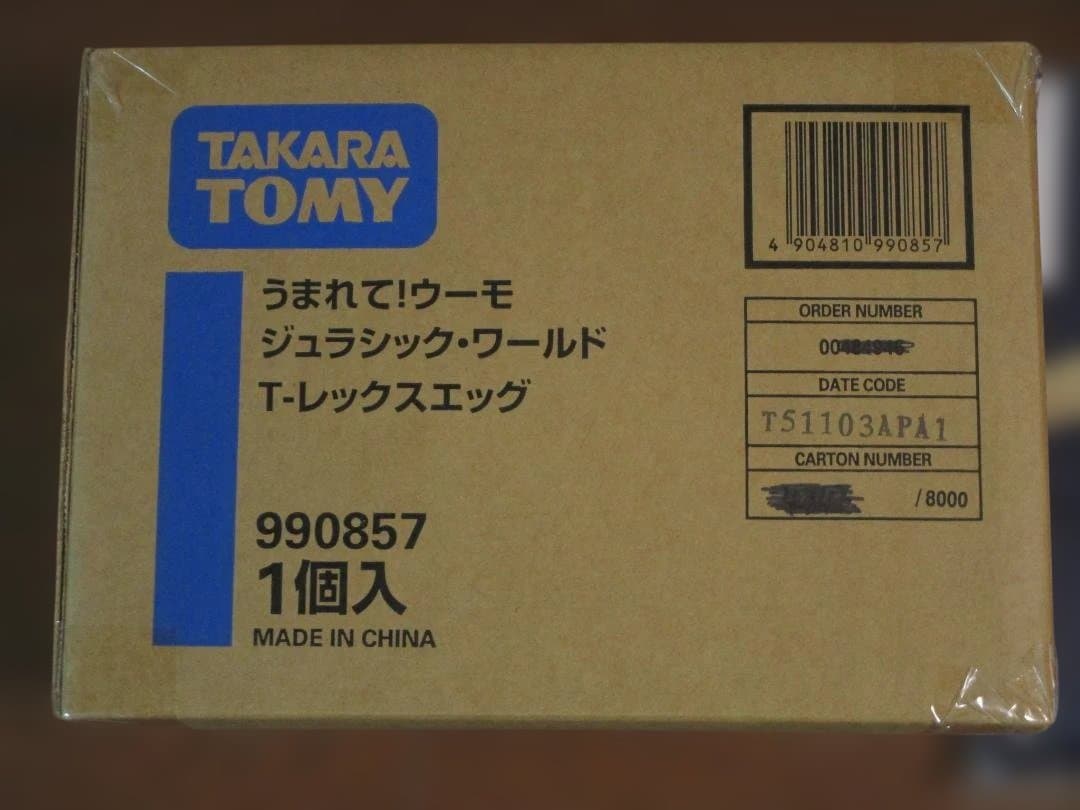 TAKARA
TOMY
うまれて!ウーモ
ジュラシック・ワールド
T-レックスエッグ
990857
1個入
MADE IN CHINA
4 904810 990857
ORDER NUMBER
00
DATE CODE
T51103APA1
CARTON NUMBER
/8000